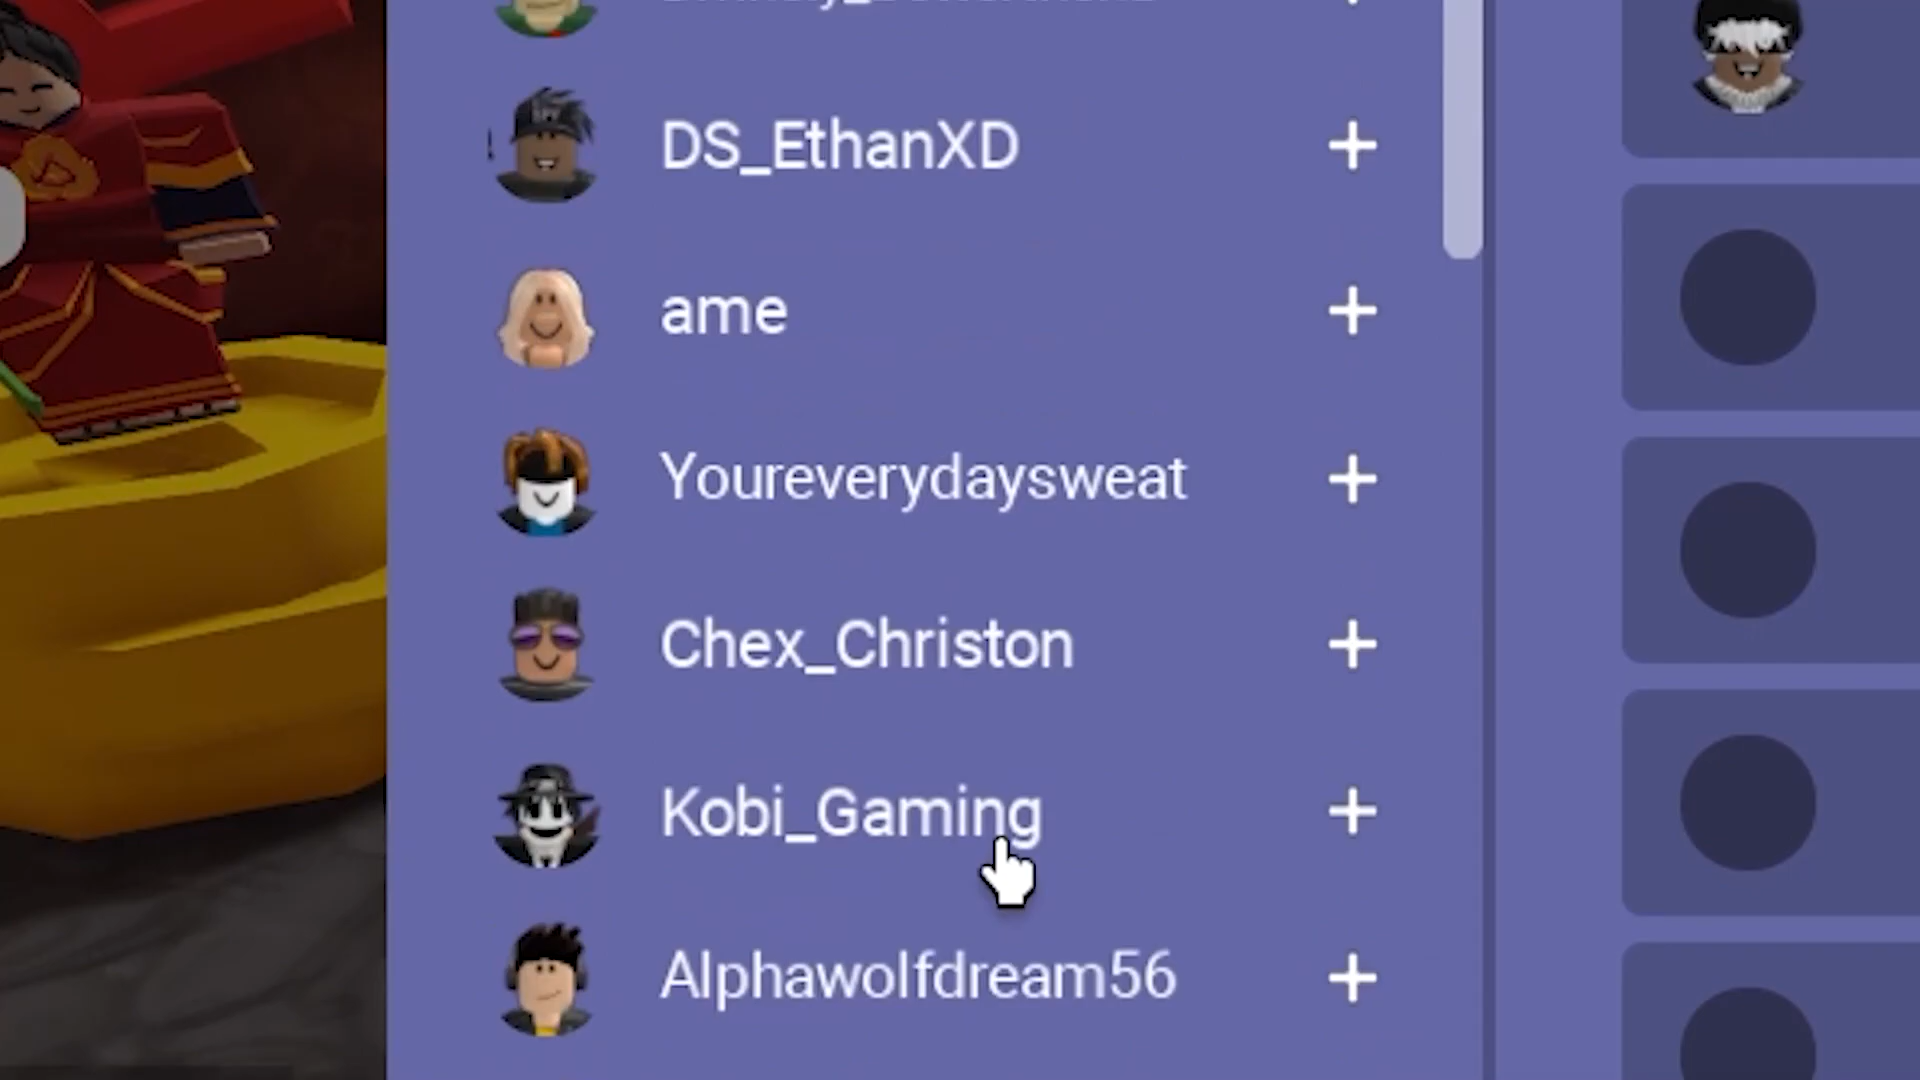 DS_EthanXD
ame
Youreverydaysweat
Chex_Christon
Kobi_Gaming
Alphawolfdream56